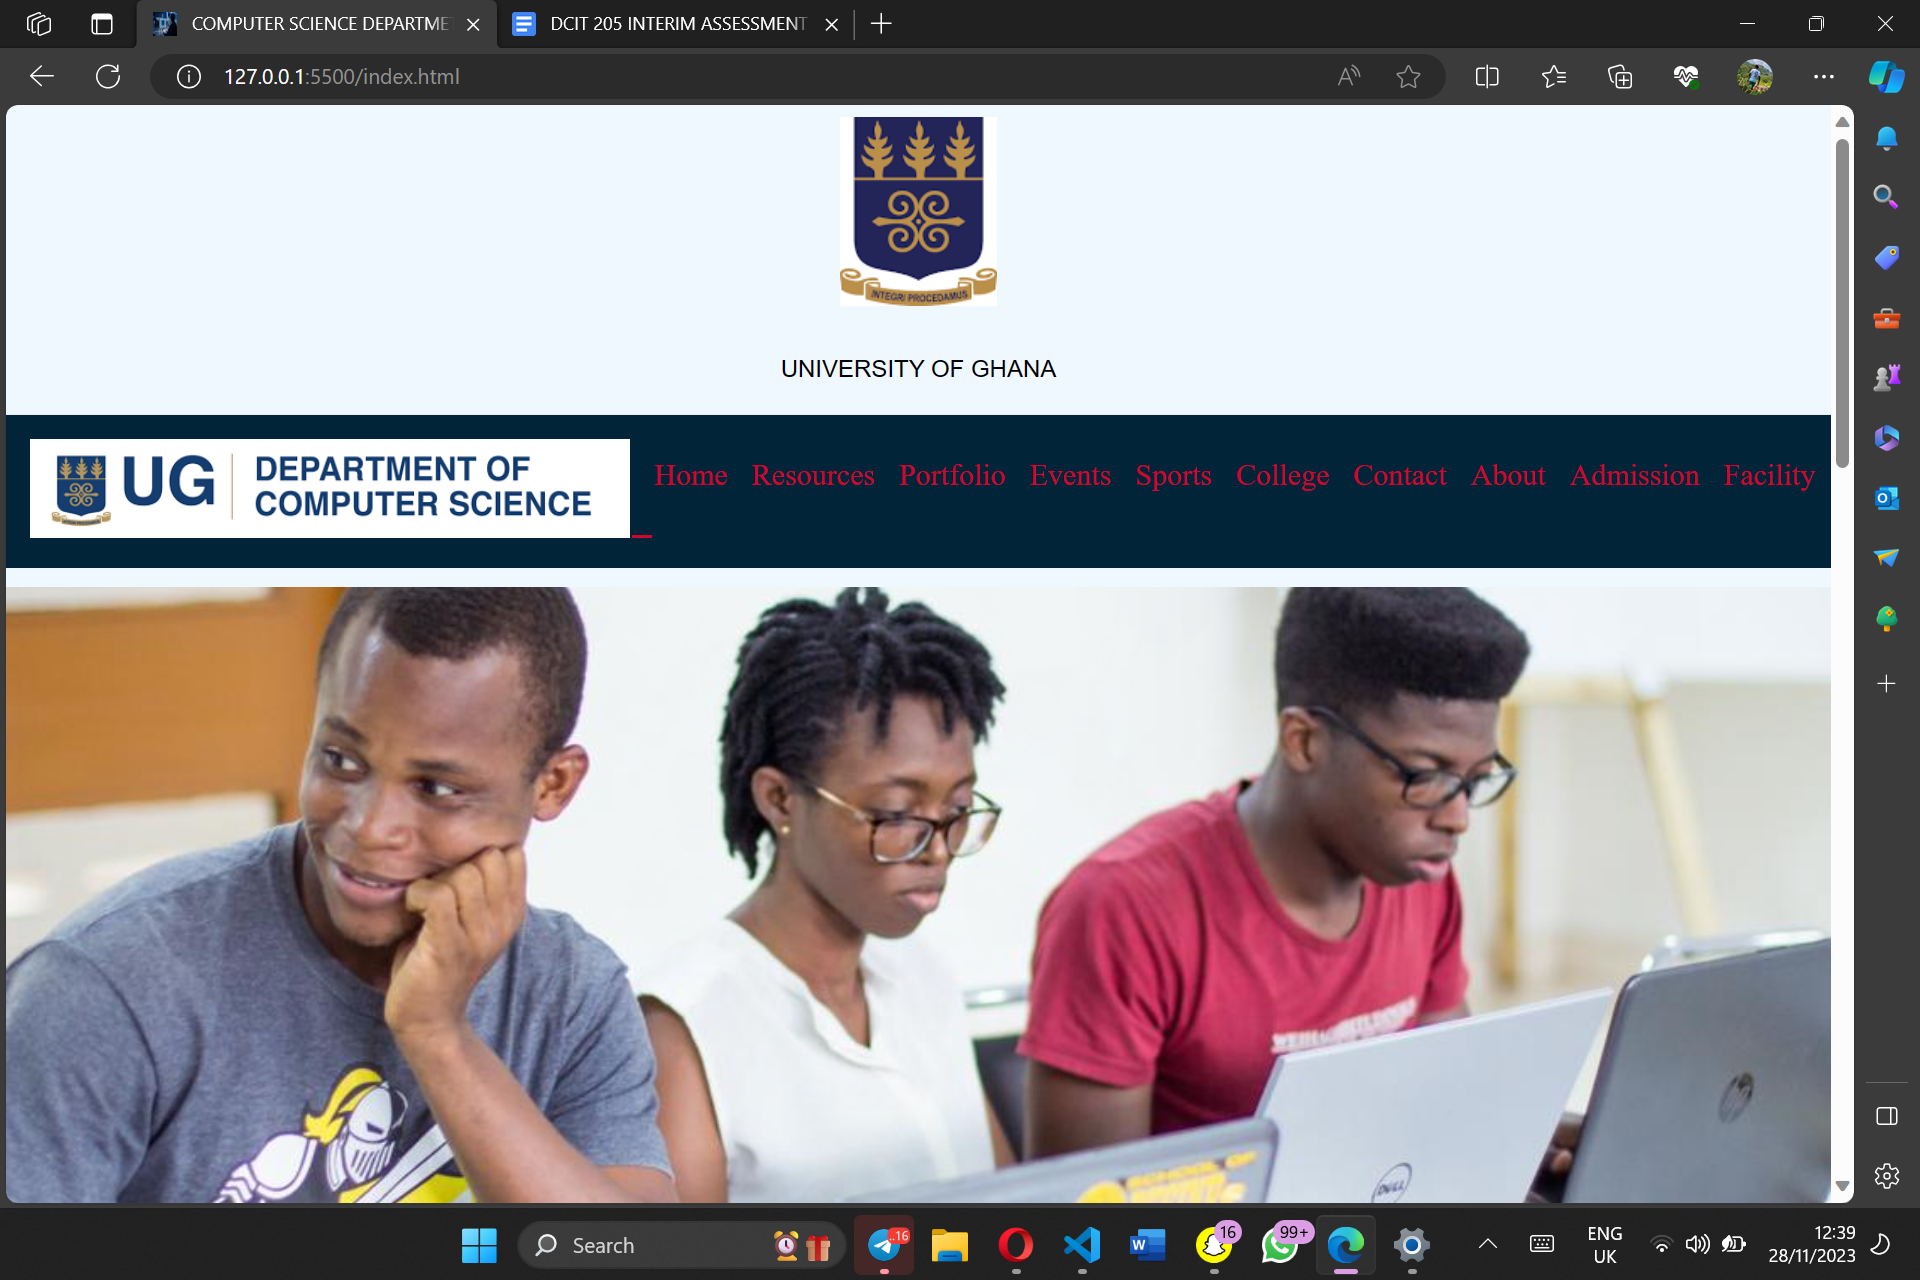 COMPUTER SCIENCE DEPARTME
DCIT 205 INTERIM ASSESSMENT
127.0.0.1:5500/index.html
INTEGRI PROCEDAMUS
UNIVERSITY OF GHANA
UG
DEPARTMENT OF
COMPUTER SCIENCE
Home Resources Portfolio Events Sports College Contact About Admission Facility
DELL
hp
Search
..16
W
16
99+
ENG
UK
12:39
28/11/2023